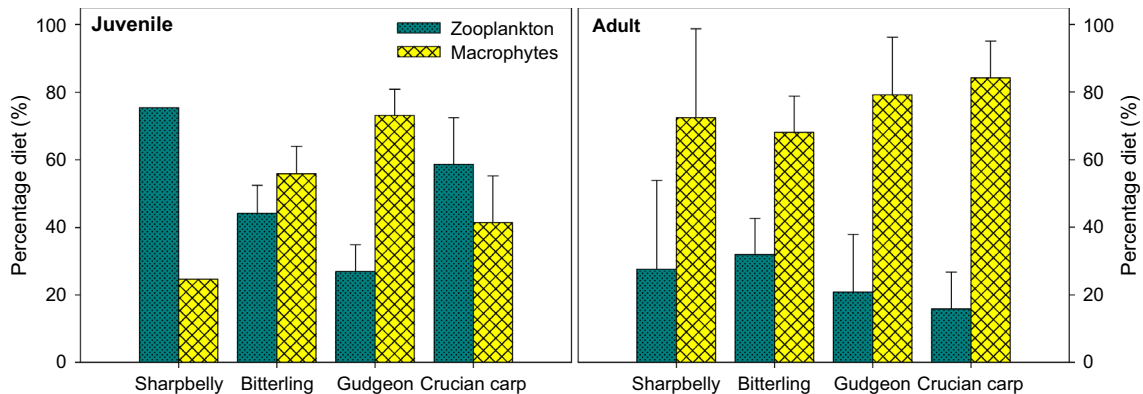 Juvenile
Zooplankton
Macrophytes
Adult
100
80
60
40
20
0
Percentage diet (%)
100
80
60
40
20
0
Percentage diet (%)
Sharpbelly Bitterling Gudgeon Crucian carp
Sharpbelly Bitterling Gudgeon Crucian carp